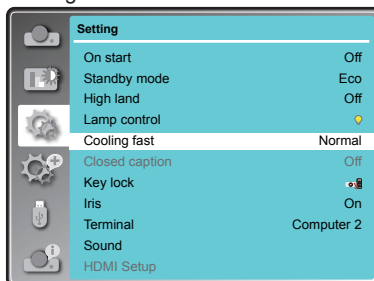 Setting
On start Off
Standby mode Eco
High land Off
Lamp control
Cooling fast Normal
Closed caption Off
Key lock
Iris On
Terminal Computer 2
Sound
HDMI Setup